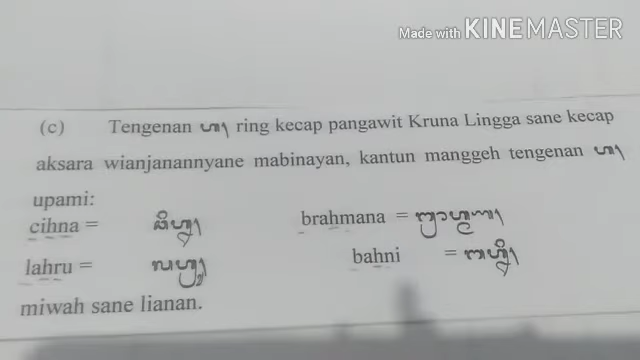 Made with KINEMASTER
(c) Tengenan ring kecap pangawit Kruna Lingga sane kecap
aksara wianjanannyane mabinayan, kantun manggeh tengenan
upami:
cihna = brahmana =
lahru = bahni =
miwah sane lianan.